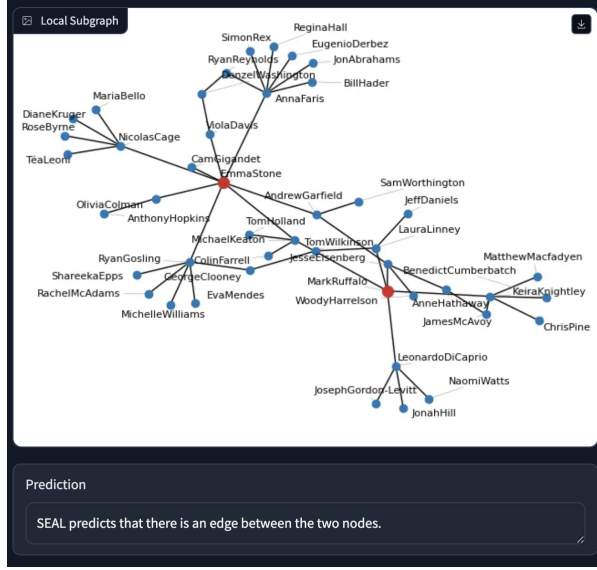 Local Subgraph
ReginaHall
SimonRex
EugenioDerbez
RyanReynolds
JonAbrahams
DenzelWashington
BillHader
AnnaFaris
MariaBello
DianeKruger
RoseByrne
ViolaDavis
NicolasCage
TéaLeoni
CamGigandet
EmmaStone
SamWorthington
AndrewGarfield
JeffDaniels
OliviaColman
AnthonyHopkins
TomHolland
LauraLinney
MichaelKeaton
TomWilkinson
RyanGosling
ColinFarrell
JesseEisenberg
MatthewMacfadyen
BenedictCumberbatch
ShareekaEpps
GeorgeClooney
MarkRuffalo
KeiraKnightley
RachelMcAdams
EvaMendes
WoodyHarrelson
AnneHathaway
MichelleWilliams
JamesMcAvoy
ChrisPine
LeonardoDiCaprio
NaomiWatts
JosephGordon-Levitt
JonahHill
Prediction
SEAL predicts that there is an edge between the two nodes.